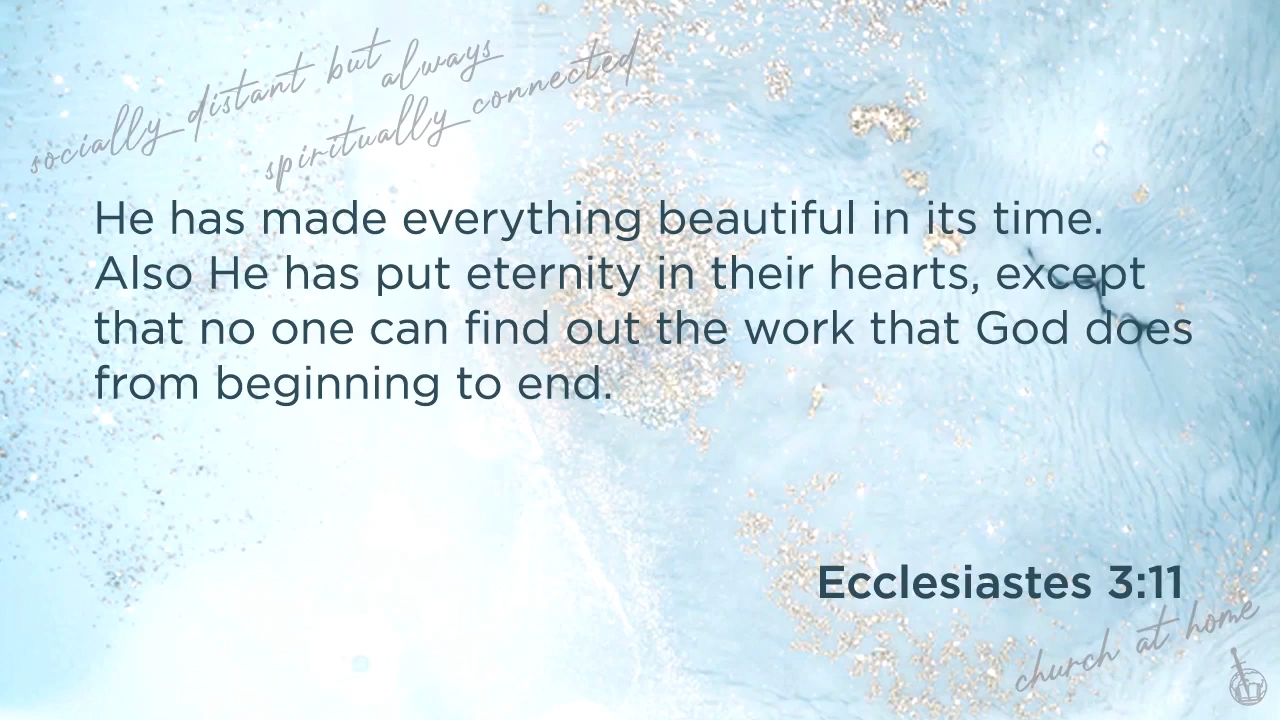 socially distant but always
spiritually connected
He has made everything beautiful in its time.
Also He has put eternity in their hearts, except
that no one can find out the work that God does
from beginning to end.
Ecclesiastes 3:11
church at home